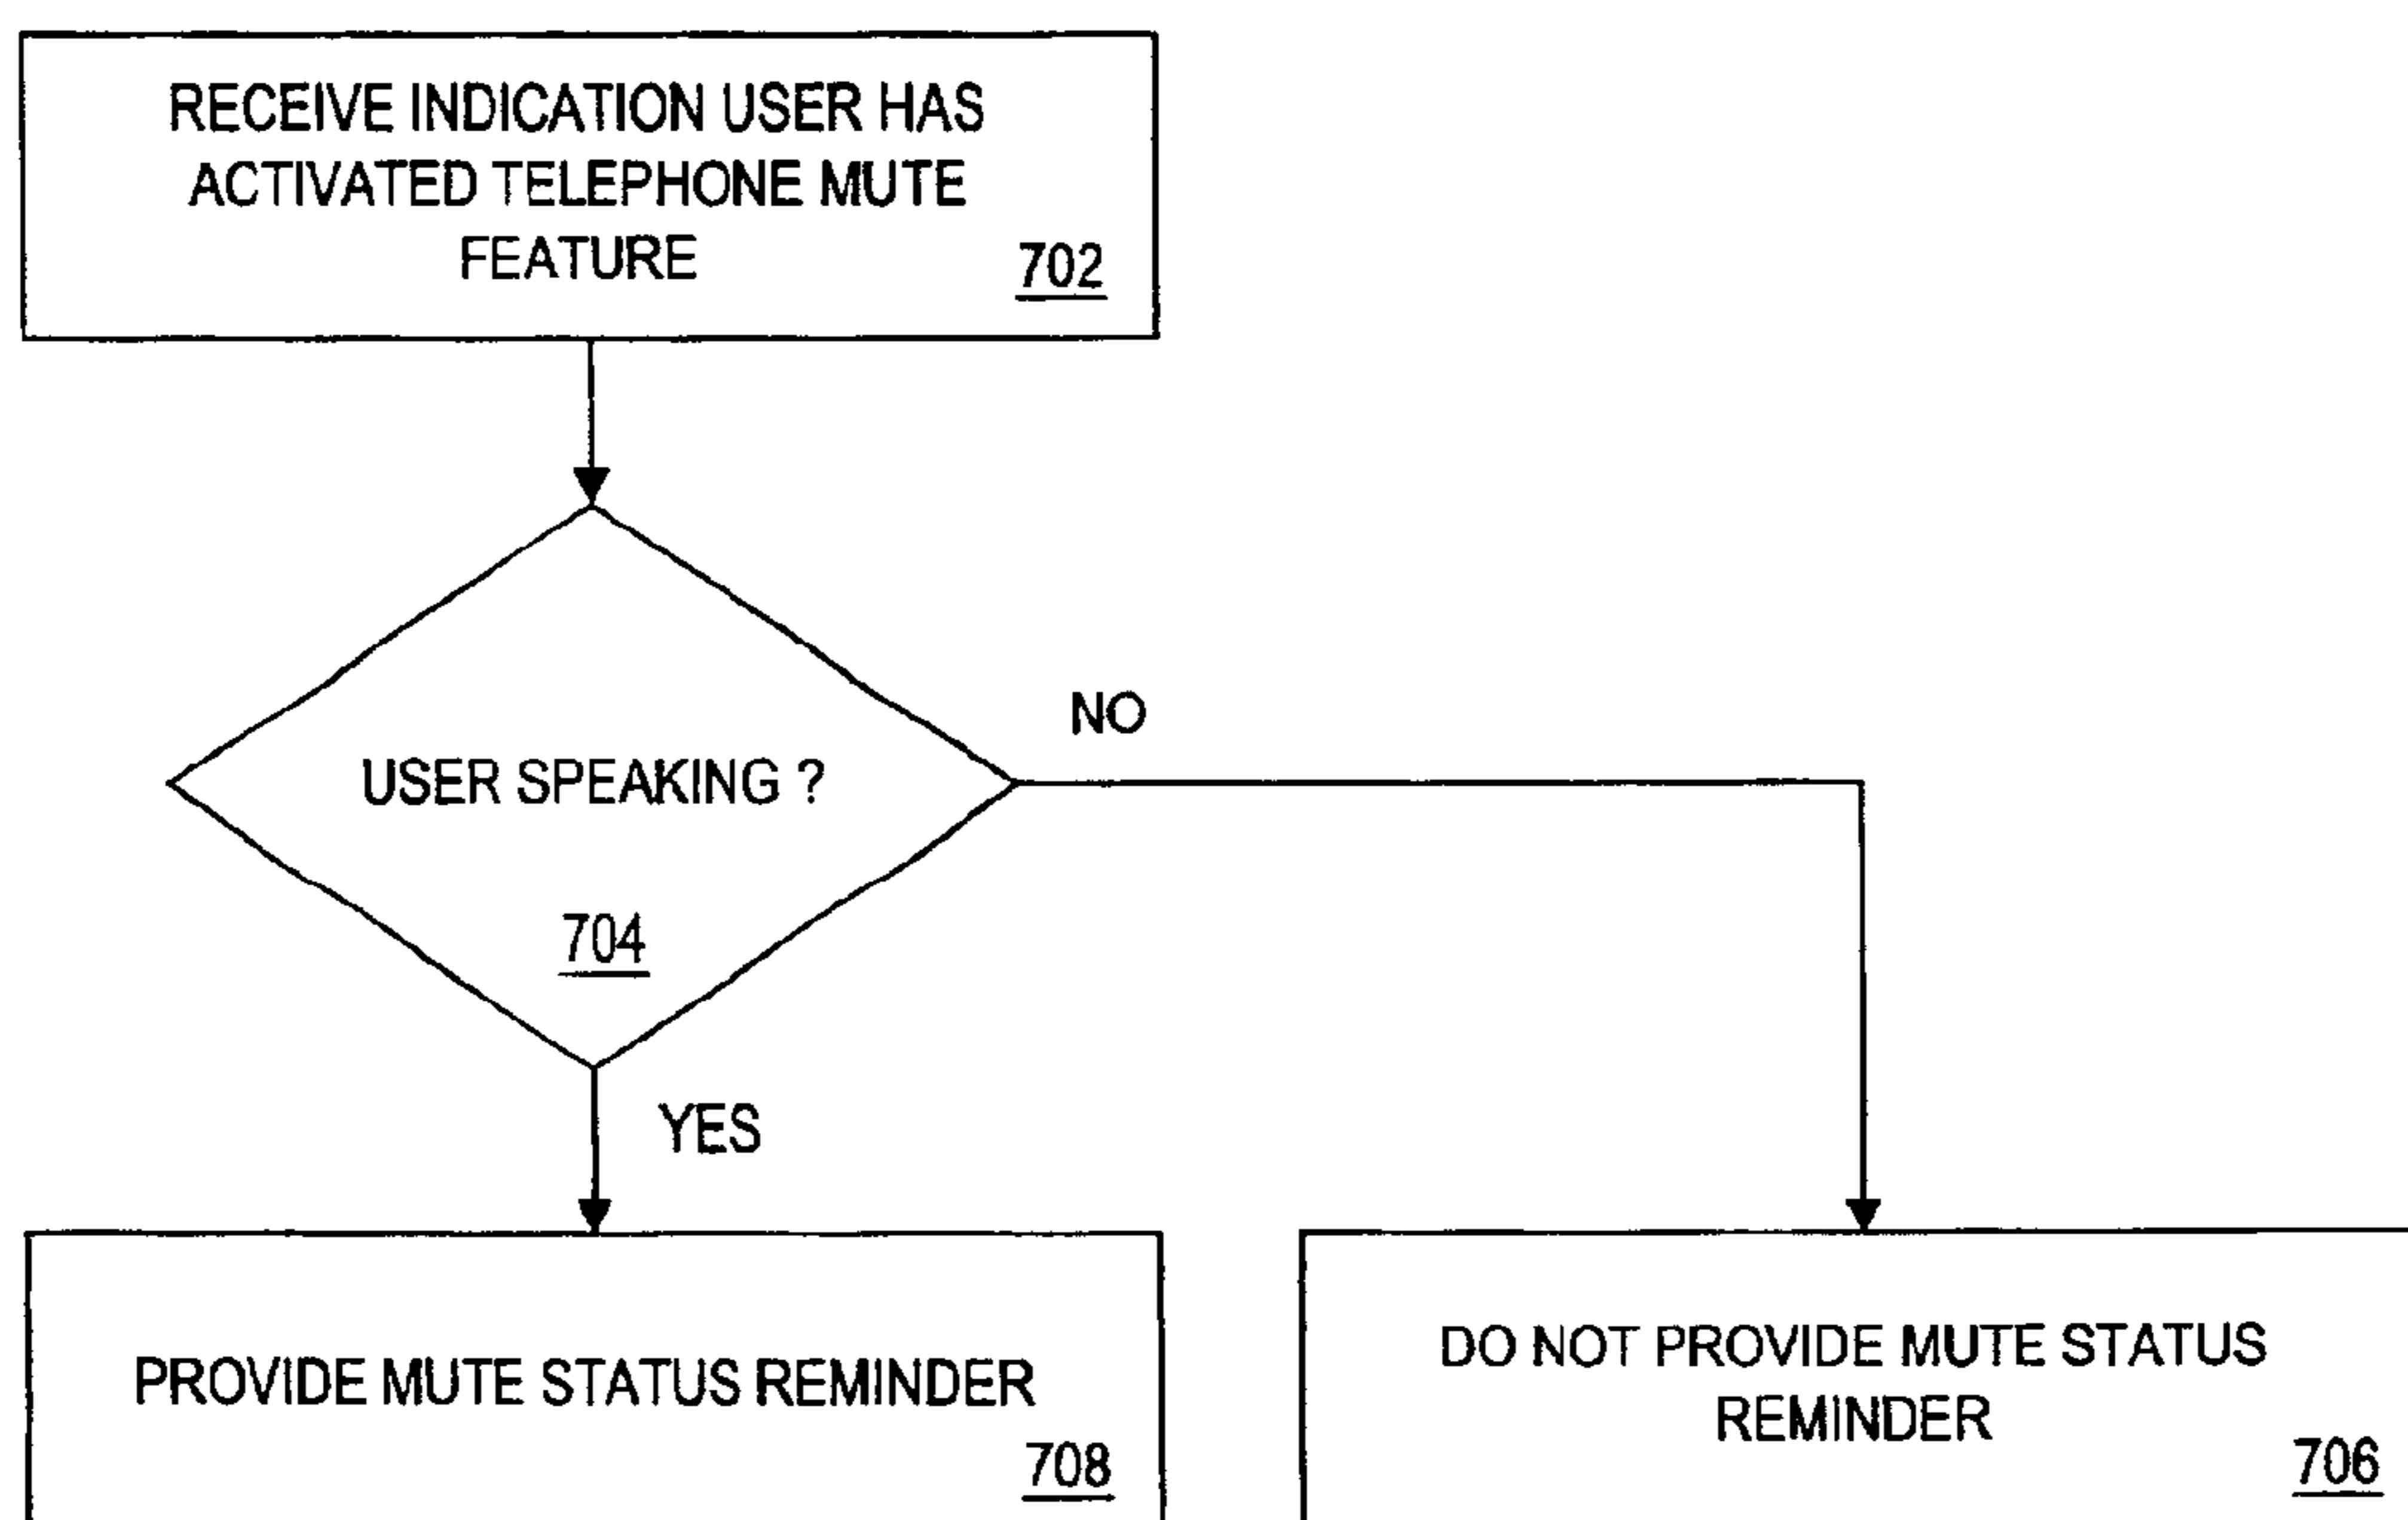 RECEIVE INDICATION USER HAS
ACTIVATED TELEPHONE MUTE
FEATURE
702
USER SPEAKING ?
704
NO
YES
PROVIDE MUTE STATUS REMINDER
708
DO NOT PROVIDE MUTE STATUS
REMINDER
706